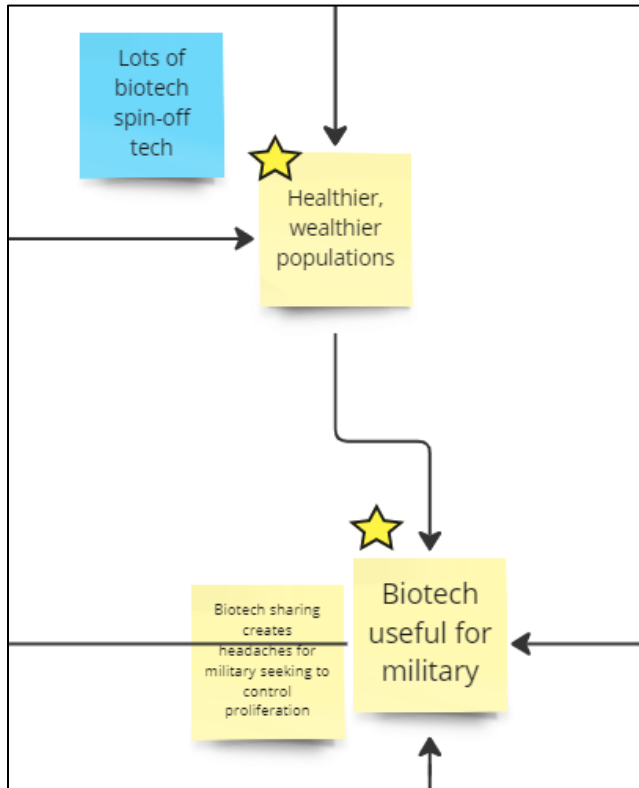 Lots of
biotech
spin-off
tech
Healthier,
wealthier
populations
Biotech sharing
creates
headaches for
military seeking to
control
proliferation
Biotech
useful for
military